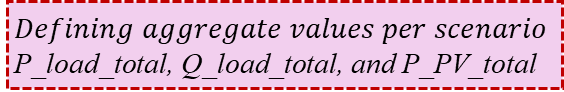 Defining aggregate values per scenario
P_load_total, Q_load_total, and P_PV_total